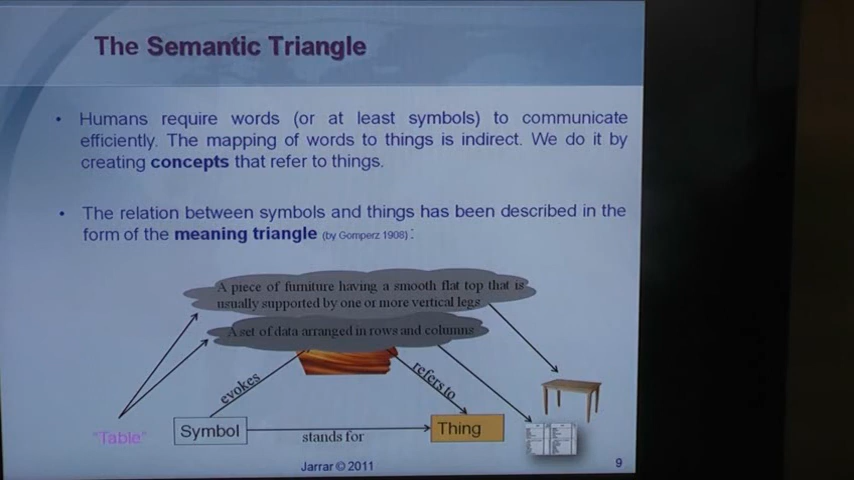 The Semantic Triangle
• Humans require words (or at least symbols) to communicate
efficiently. The mapping of words to things is indirect. We do it by
creating concepts that refer to things.
• The relation between symbols and things has been described in the
form of the meaning triangle (by Gomperz 1908):
A piece of furniture having a smooth flat top that is
usually supported by one or more vertical legs
A set of data arranged in rows and columns
evokes
refers to
"Table"
Symbol
stands for
Thing
Jarrar © 2011
9